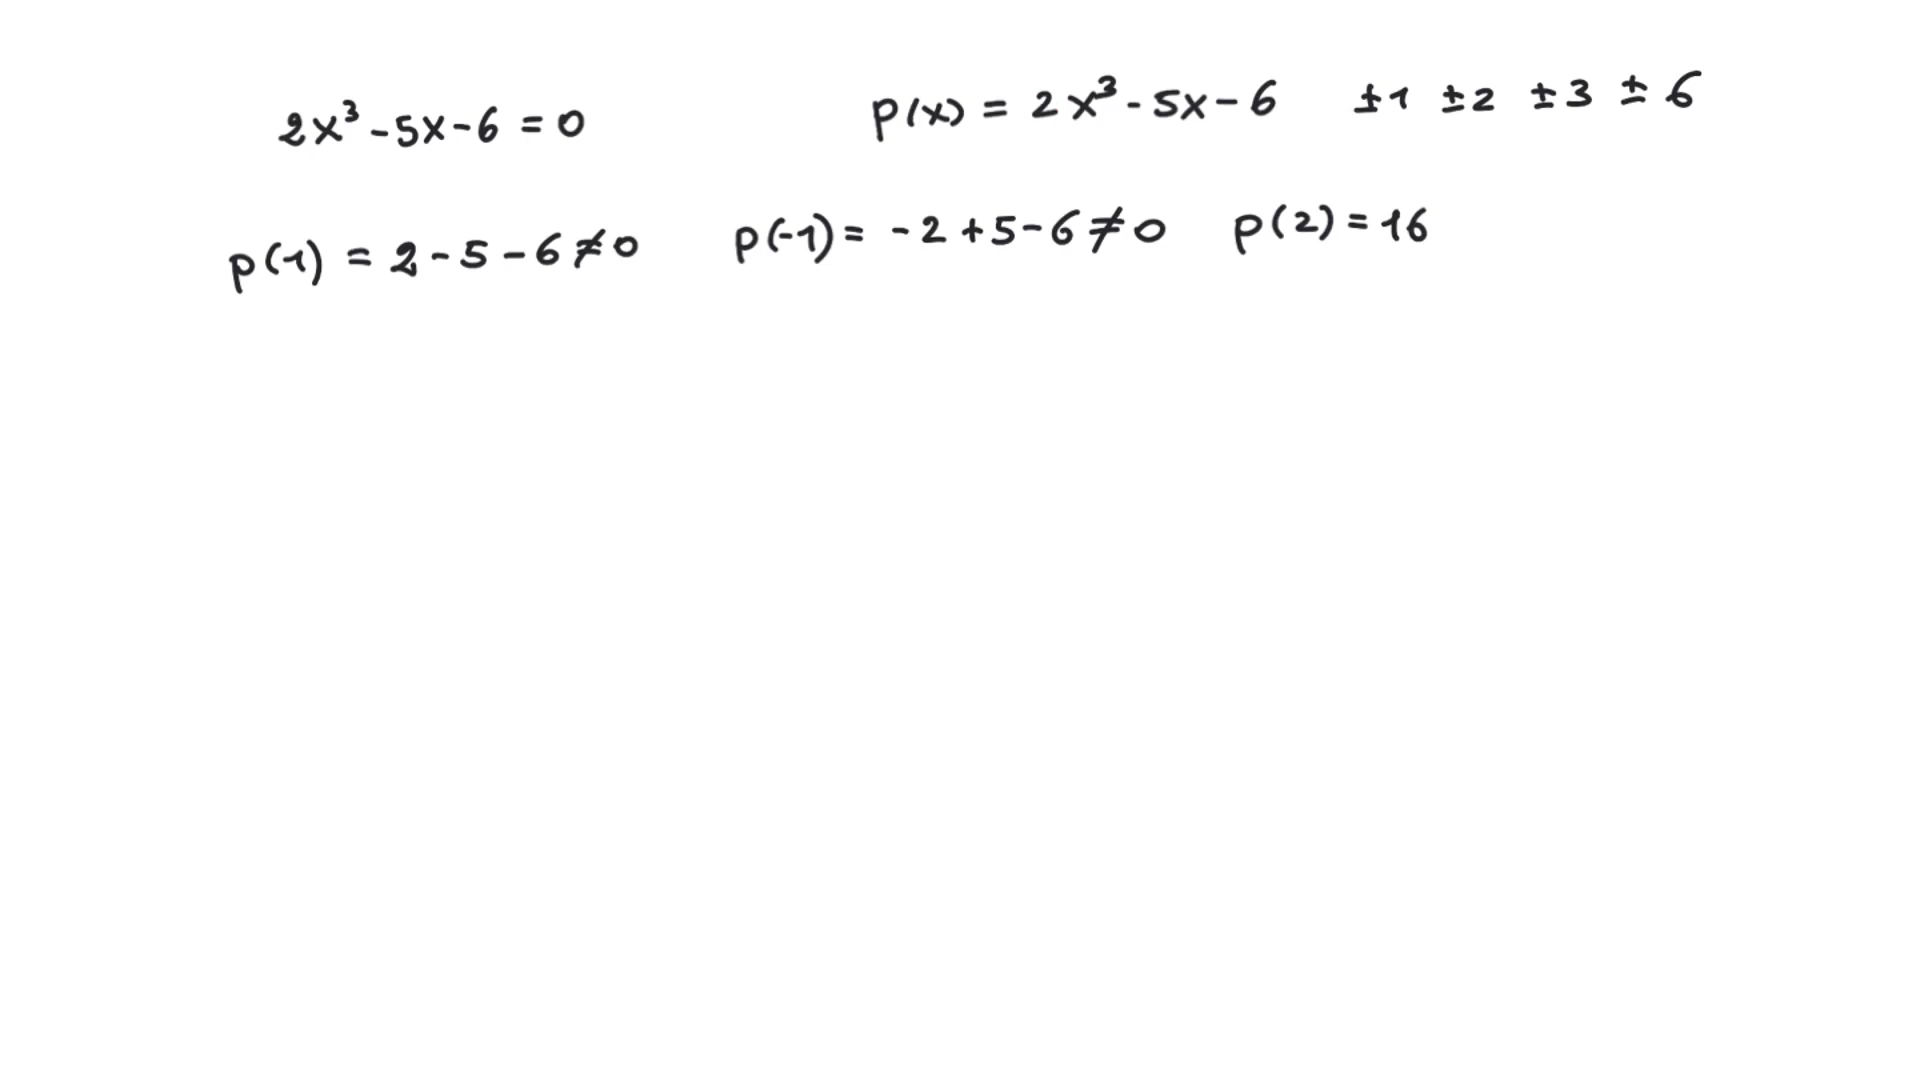 2x³ - 5x - 6 = 0 p(x) = 2x³ - 5x - 6 ±1 ±2 ±3 ±6
p(1) = 2 - 5 - 6 ≠ 0 p(-1) = -2 + 5 - 6 ≠ 0 p(2) = 16